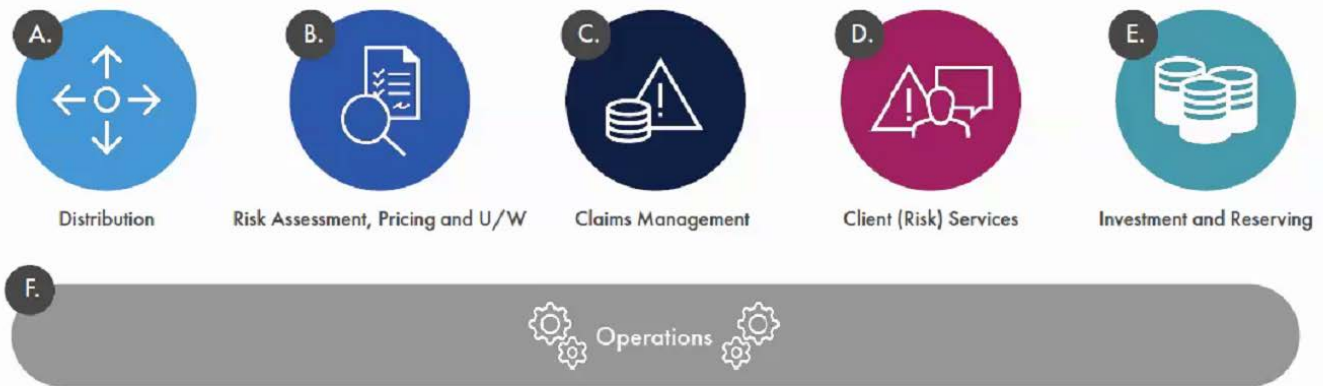 A.
B.
C.
D.
E.
Distribution
Risk Assessment, Pricing and U/W
Claims Management
Client (Risk) Services
Investment and Reserving
F.
Operations